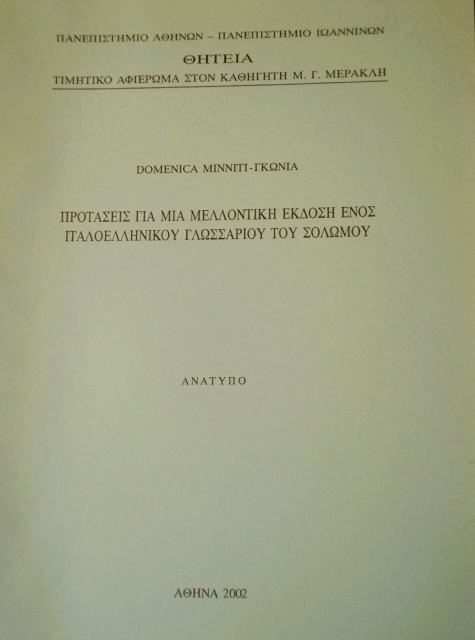 ΠΑΝΕΠΙΣΤΗΜΙΟ ΑΘΗΝΩΝ – ΠΑΝΕΠΙΣΤΗΜΙΟ ΙΩΑΝΝΙΝΩΝ
ΘΗΤΕΙΑ
ΤΙΜΗΤΙΚΟ ΑΦΙΕΡΩΜΑ ΣΤΟΝ ΚΑΘΗΓΗΤΗ Μ. Γ. ΜΕΡΑΚΛΗ
DOMENICA MINNITI-ΓΚΩΝΙΑ
ΠΡΟΤΑΣΕΙΣ ΓΙΑ ΜΙΑ ΜΕΛΛΟΝΤΙΚΗ ΕΚΔΟΣΗ ΕΝΟΣ
ΙΤΑΛΟΕΛΛΗΝΙΚΟΥ ΓΛΩΣΣΑΡΙΟΥ ΤΟΥ ΣΟΛΩΜΟΥ
ΑΝΑΤΥΠΟ
ΑΘΗΝΑ 2002